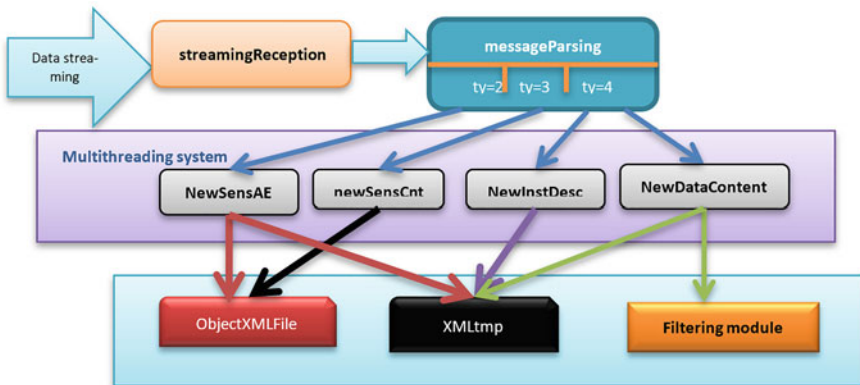 Data strea-
ming
streamingReception
messageParsing
ty=2 ty=3 ty=4
Multithreading system
NewSensAE
newSensCnt
NewInstDesc
NewDataContent
ObjectXMLFile
XMLtmp
Filtering module